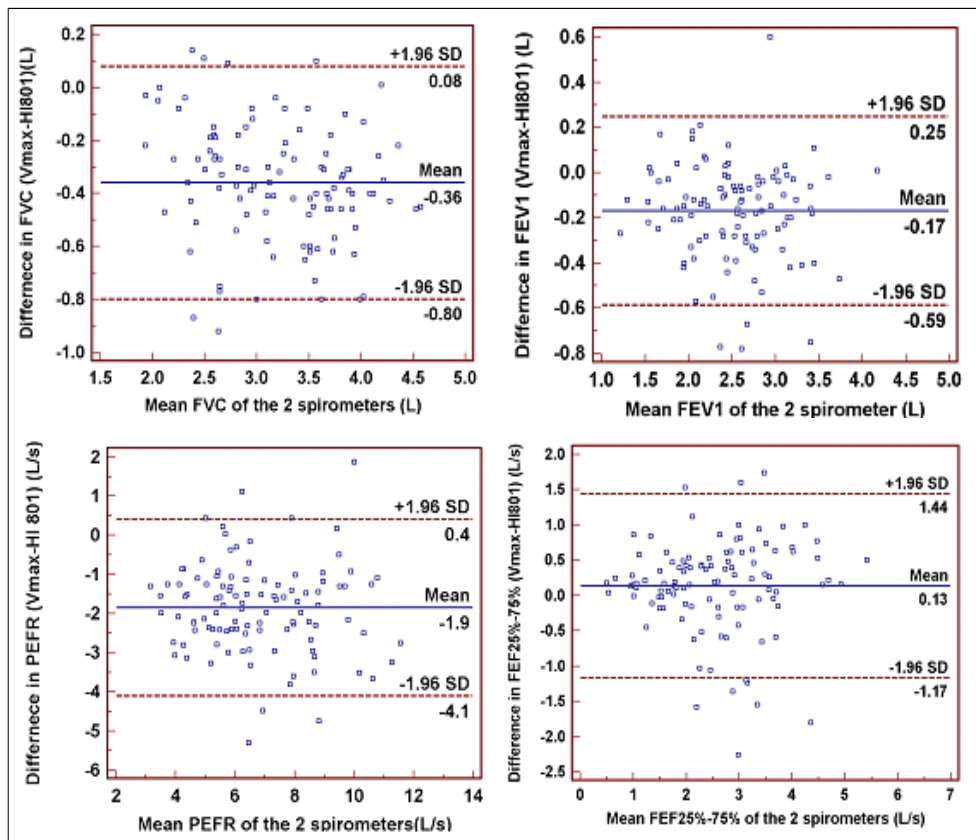 Differnece in FVC (Vmax-HI801)(L)
0.2
0.0
-0.2
-0.4
-0.6
-0.8
-1.0
+1.96 SD
0.08
Mean
-0.36
-1.96 SD
-0.80
1.5 2.0 2.5 3.0 3.5 4.0 4.5 5.0
Mean FVC of the 2 spirometers (L)
Differnce in FEV1 (Vmax-HI801) (L)
0.6
0.4
0.2
0.0
-0.2
-0.4
-0.6
-0.8
+1.96 SD
0.25
Mean
-0.17
-1.96 SD
-0.59
1.0 1.5 2.0 2.5 3.0 3.5 4.0 4.5 5.0
Mean FEV1 of the 2 spirometer (L)
Differnece in PEFR (Vmax-HI 801) (L/s)
2
1
0
-1
-2
-3
-4
-5
-6
+1.96 SD
0.4
Mean
-1.9
-1.96 SD
-4.1
2 4 6 8 10 12 14
Mean PEFR of the 2 spirometers(L/s)
Difference in FEF25%-75% (Vmax-HI801) (L/s)
2.0
1.5
1.0
0.5
0.0
-0.5
-1.0
-1.5
-2.0
-2.5
+1.96 SD
1.44
Mean
0.13
-1.96 SD
-1.17
0 1 2 3 4 5 6 7
Mean FEF25%-75% of the 2 spirometers (L/s)